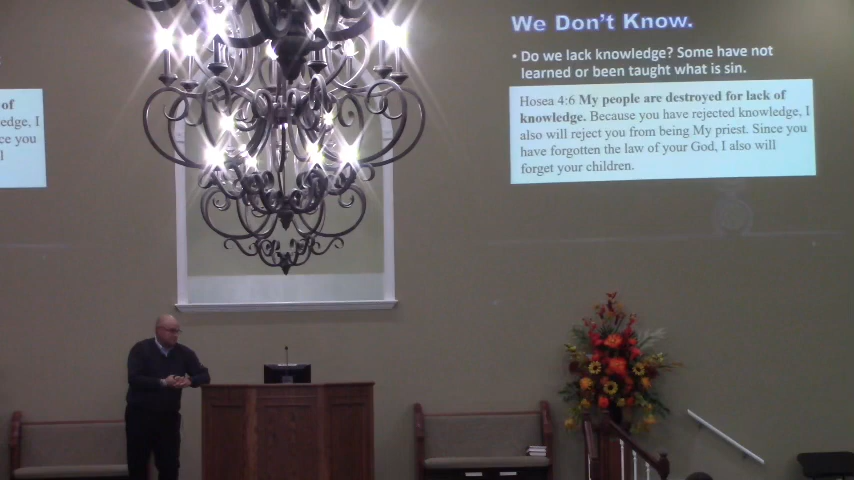 We Don't Know.
• Do we lack knowledge? Some have not
learned or been taught what is sin.
Hosea 4:6 My people are destroyed for lack of
knowledge. Because you have rejected knowledge, I
also will reject you from being My priest. Since you
have forgotten the law of your God, I also will
forget your children.
of
edge, I
ce you
l